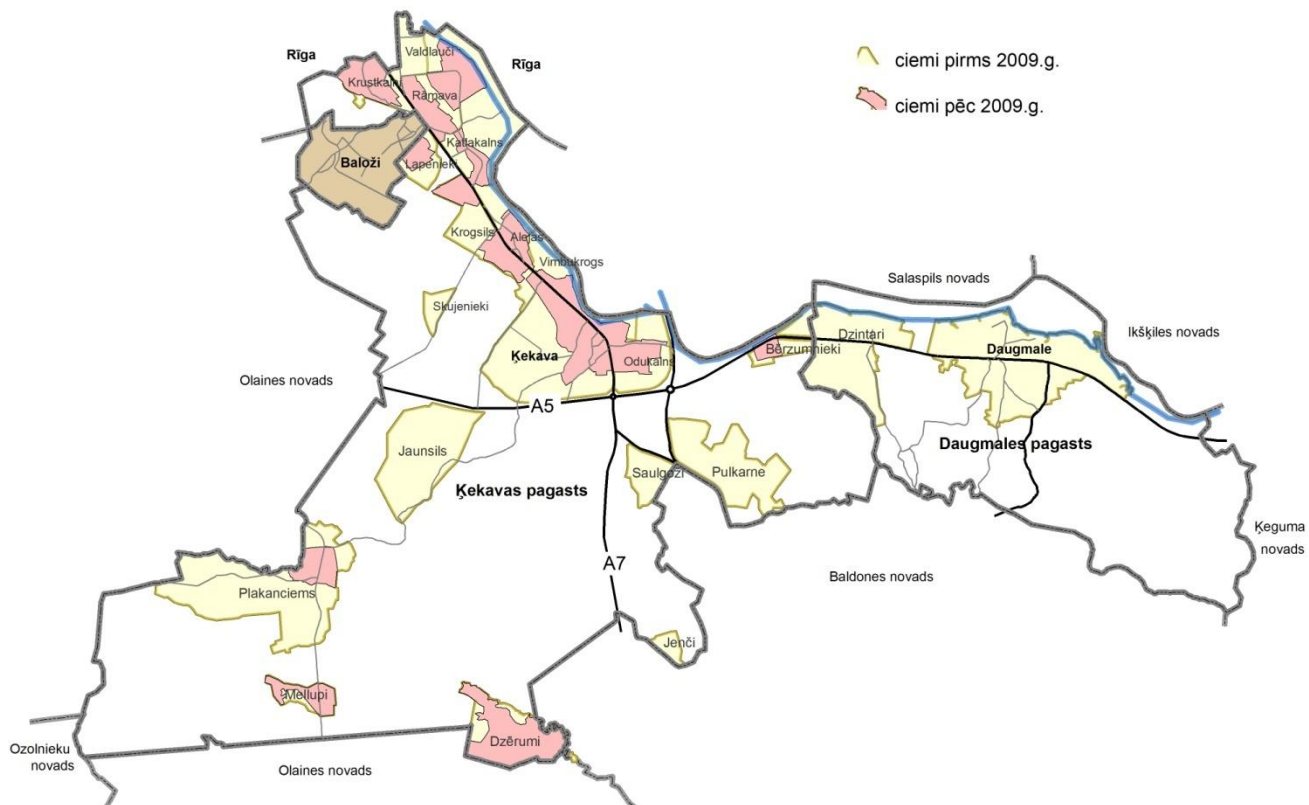 Rīga
Valdlauči
Rīga
ciemi pirms 2009.g.
Krustkalni
Rāmava
ciemi pēc 2009.g.
Katlakalns
Baloži
Lapenieki
Krogsils
Alejas
Vimbukrogs
Salaspils novads
Skujenieki
Dzintari
Ikšķiles novads
Bērzumnieki
Daugmale
Ķekava
Odukalns
Olaines novads
A5
Jaunsils
Daugmales pagasts
Saulgoži
Pulkarne
Ķekavas pagasts
Ķeguma
novads
A7
Baldones novads
Plakanciems
Jenči
Mellupi
Dzērumi
Ozolnieku
novads
Olaines novads